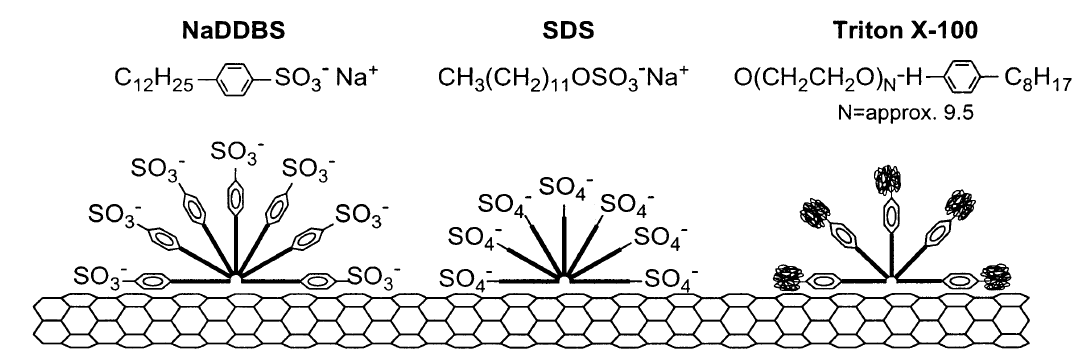 NaDDBS
SDS
Triton X-100
C₁₂H₂₅ SO₃⁻ Na⁺
CH₃(CH₂)₁₁OSO₃⁻Na⁺
O(CH₂CH₂O)N-H C₈H₁₇
N=approx. 9.5
SO₃⁻
SO₃⁻
SO₃⁻
SO₃⁻
SO₃⁻
SO₃⁻
SO₃⁻
SO₄⁻
SO₄⁻
SO₄⁻
SO₄⁻
SO₄⁻
SO₄⁻
SO₄⁻